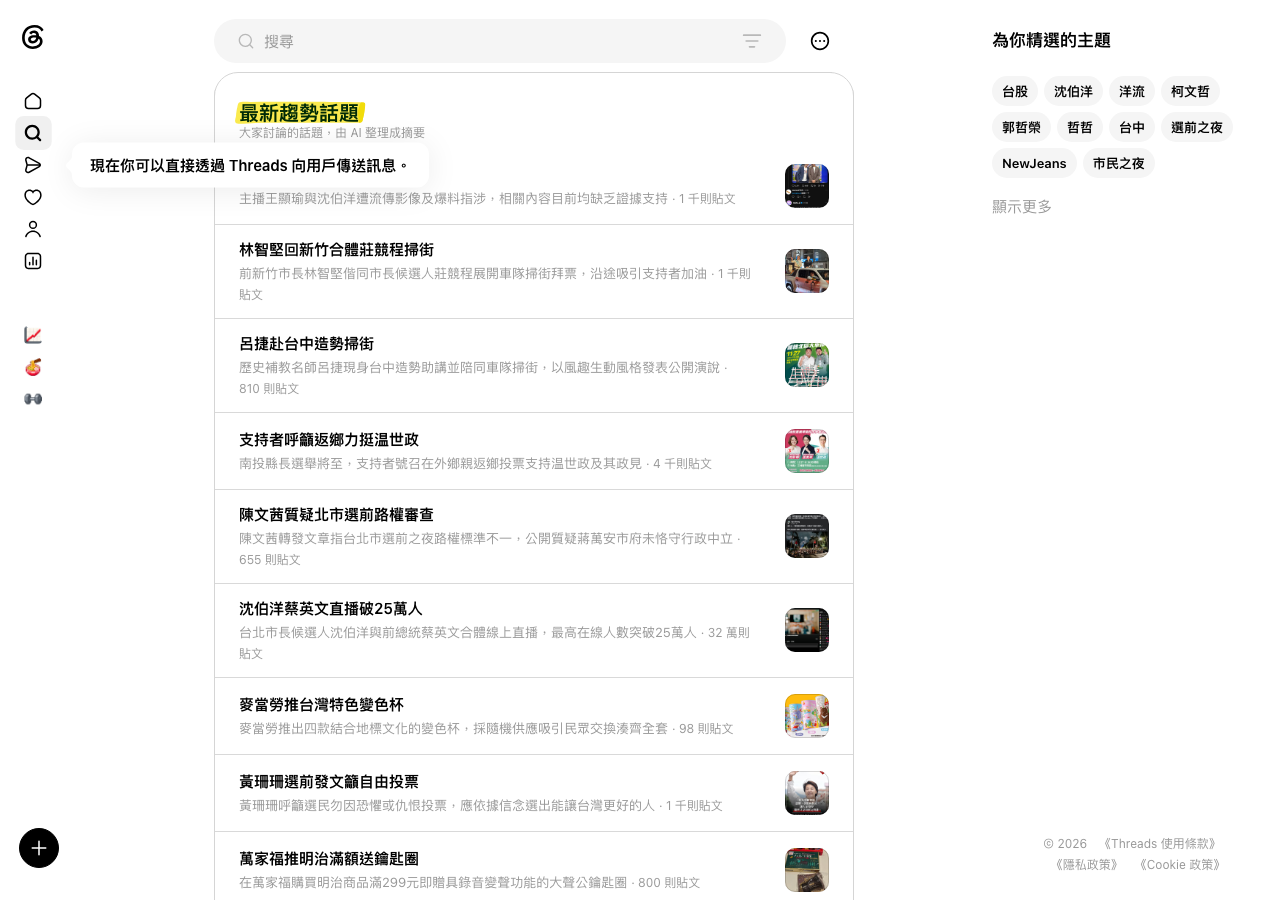 搜尋
最新趨勢話題
大家討論的話題，由 AI 整理成摘要
現在你可以直接透過 Threads 向用戶傳送訊息。
主播王顯瑜與沈伯洋遭流傳影像及爆料指涉，相關內容目前均缺乏證據支持 · 1 千則貼文
林智堅回新竹合體莊競程掃街
前新竹市長林智堅偕同市長候選人莊競程展開車隊掃街拜票，沿途吸引支持者加油 · 1 千則
貼文
呂捷赴台中造勢掃街
歷史補教名師呂捷現身台中造勢助講並陪同車隊掃街，以風趣生動風格發表公開演說 ·
810 則貼文
支持者呼籲返鄉力挺温世政
南投縣長選舉將至，支持者號召在外鄉親返鄉投票支持温世政及其政見 · 4 千則貼文
陳文茜質疑北市選前路權審查
陳文茜轉發文章指台北市選前之夜路權標準不一，公開質疑蔣萬安市府未恪守行政中立 ·
655 則貼文
沈伯洋蔡英文直播破25萬人
台北市長候選人沈伯洋與前總統蔡英文合體線上直播，最高在線人數突破25萬人 · 32 萬則
貼文
麥當勞推台灣特色變色杯
麥當勞推出四款結合地標文化的變色杯，採隨機供應吸引民眾交換湊齊全套 · 98 則貼文
黃珊珊選前發文籲自由投票
黃珊珊呼籲選民勿因恐懼或仇恨投票，應依據信念選出能讓台灣更好的人 · 1 千則貼文
萬家福推明治滿額送鑰匙圈
在萬家福購買明治商品滿299元即贈具錄音變聲功能的大聲公鑰匙圈 · 800 則貼文
為你精選的主題
台股 沈伯洋 洋流 柯文哲
郭哲榮 哲哲 台中 選前之夜
NewJeans 市民之夜
顯示更多
© 2026 《Threads 使用條款》
《隱私政策》 《Cookie 政策》